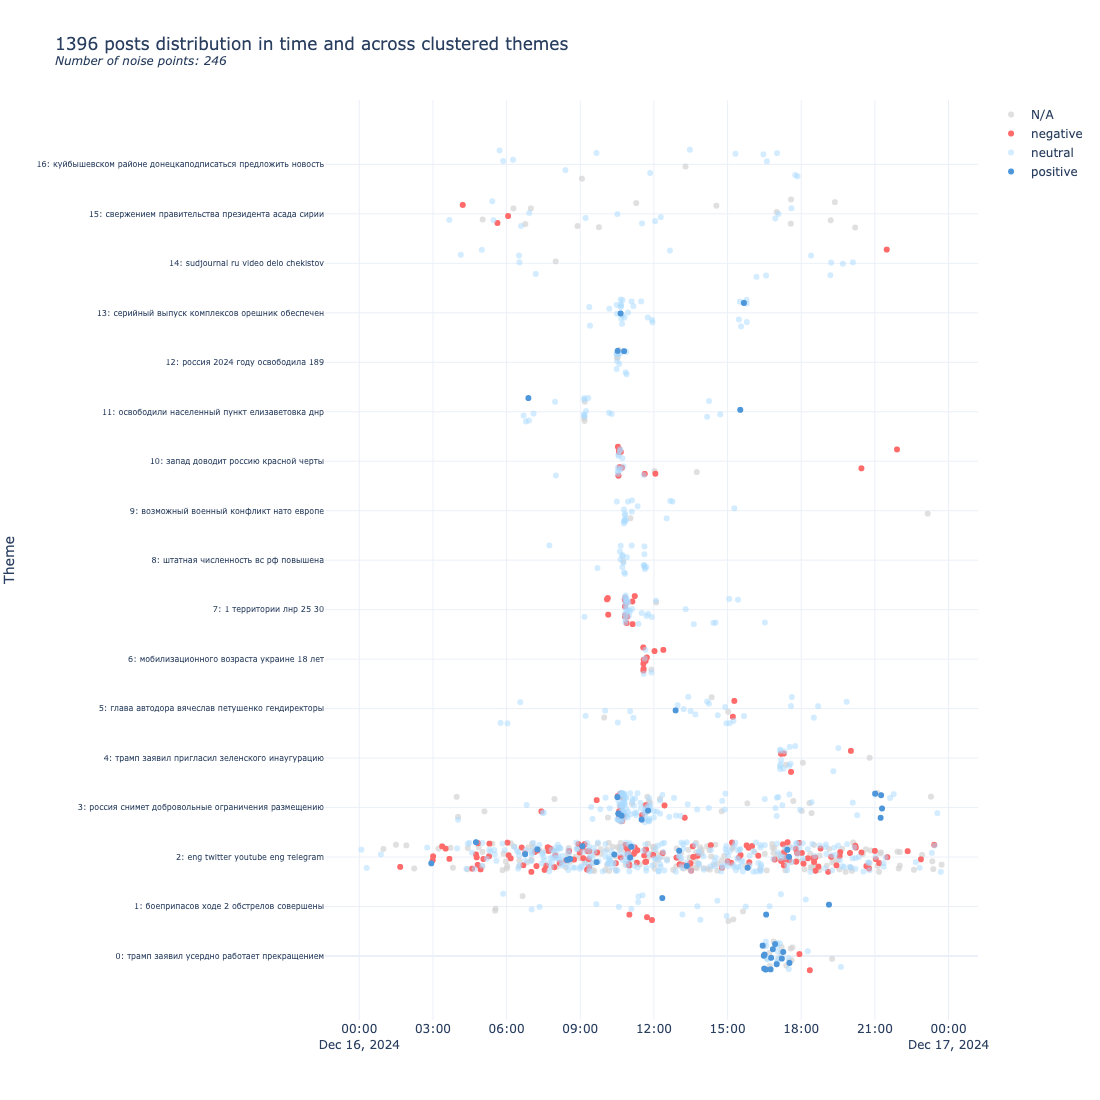 1396 posts distribution in time and across clustered themes
Number of noise points: 246
N/A
negative
neutral
positive
Theme
16: куйбышевском районе донецкаподписаться предложить новость
15: свержением правительства президента асада сирии
14: sudjournal ru video delo chekistov
13: серийный выпуск комплексов орешник обеспечен
12: россия 2024 году освободила 189
11: освободили населенный пункт елизаветовка днр
10: запад доводит россию красной черты
9: возможный военный конфликт нато европе
8: штатная численность вс рф повышена
7: 1 территории лнр 25 30
6: мобилизационного возраста украине 18 лет
5: глава автодора вячеслав петушенко гендиректоры
4: трамп заявил пригласил зеленского инаугурацию
3: россия снимет добровольные ограничения размещению
2: eng twitter youtube eng telegram
1: боеприпасов ходе 2 обстрелов совершены
0: трамп заявил усердно работает прекращением
00:00 03:00 06:00 09:00 12:00 15:00 18:00 21:00 00:00
Dec 16, 2024 Dec 17, 2024